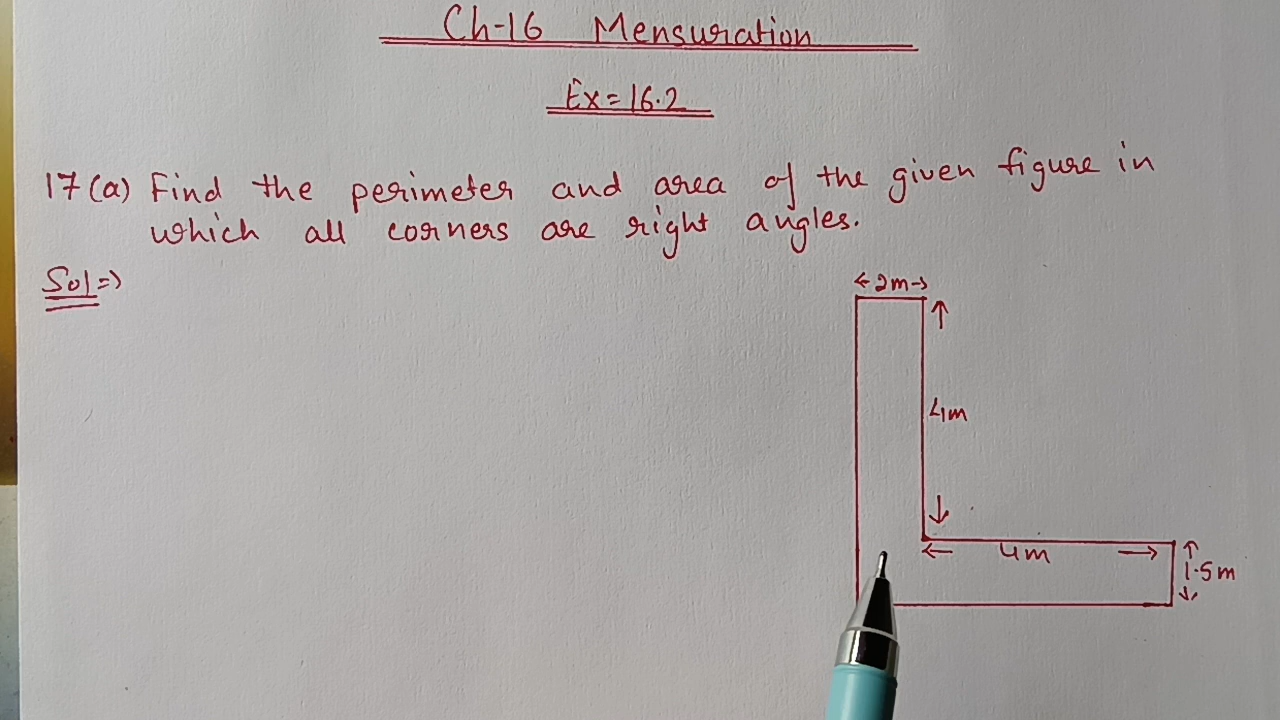 Ch-16 Mensuration
Ex = 16.2
17(a) Find the perimeter and area of the given figure in
which all corners are right angles.
Sol=>
2m
4m
4m
1.5m